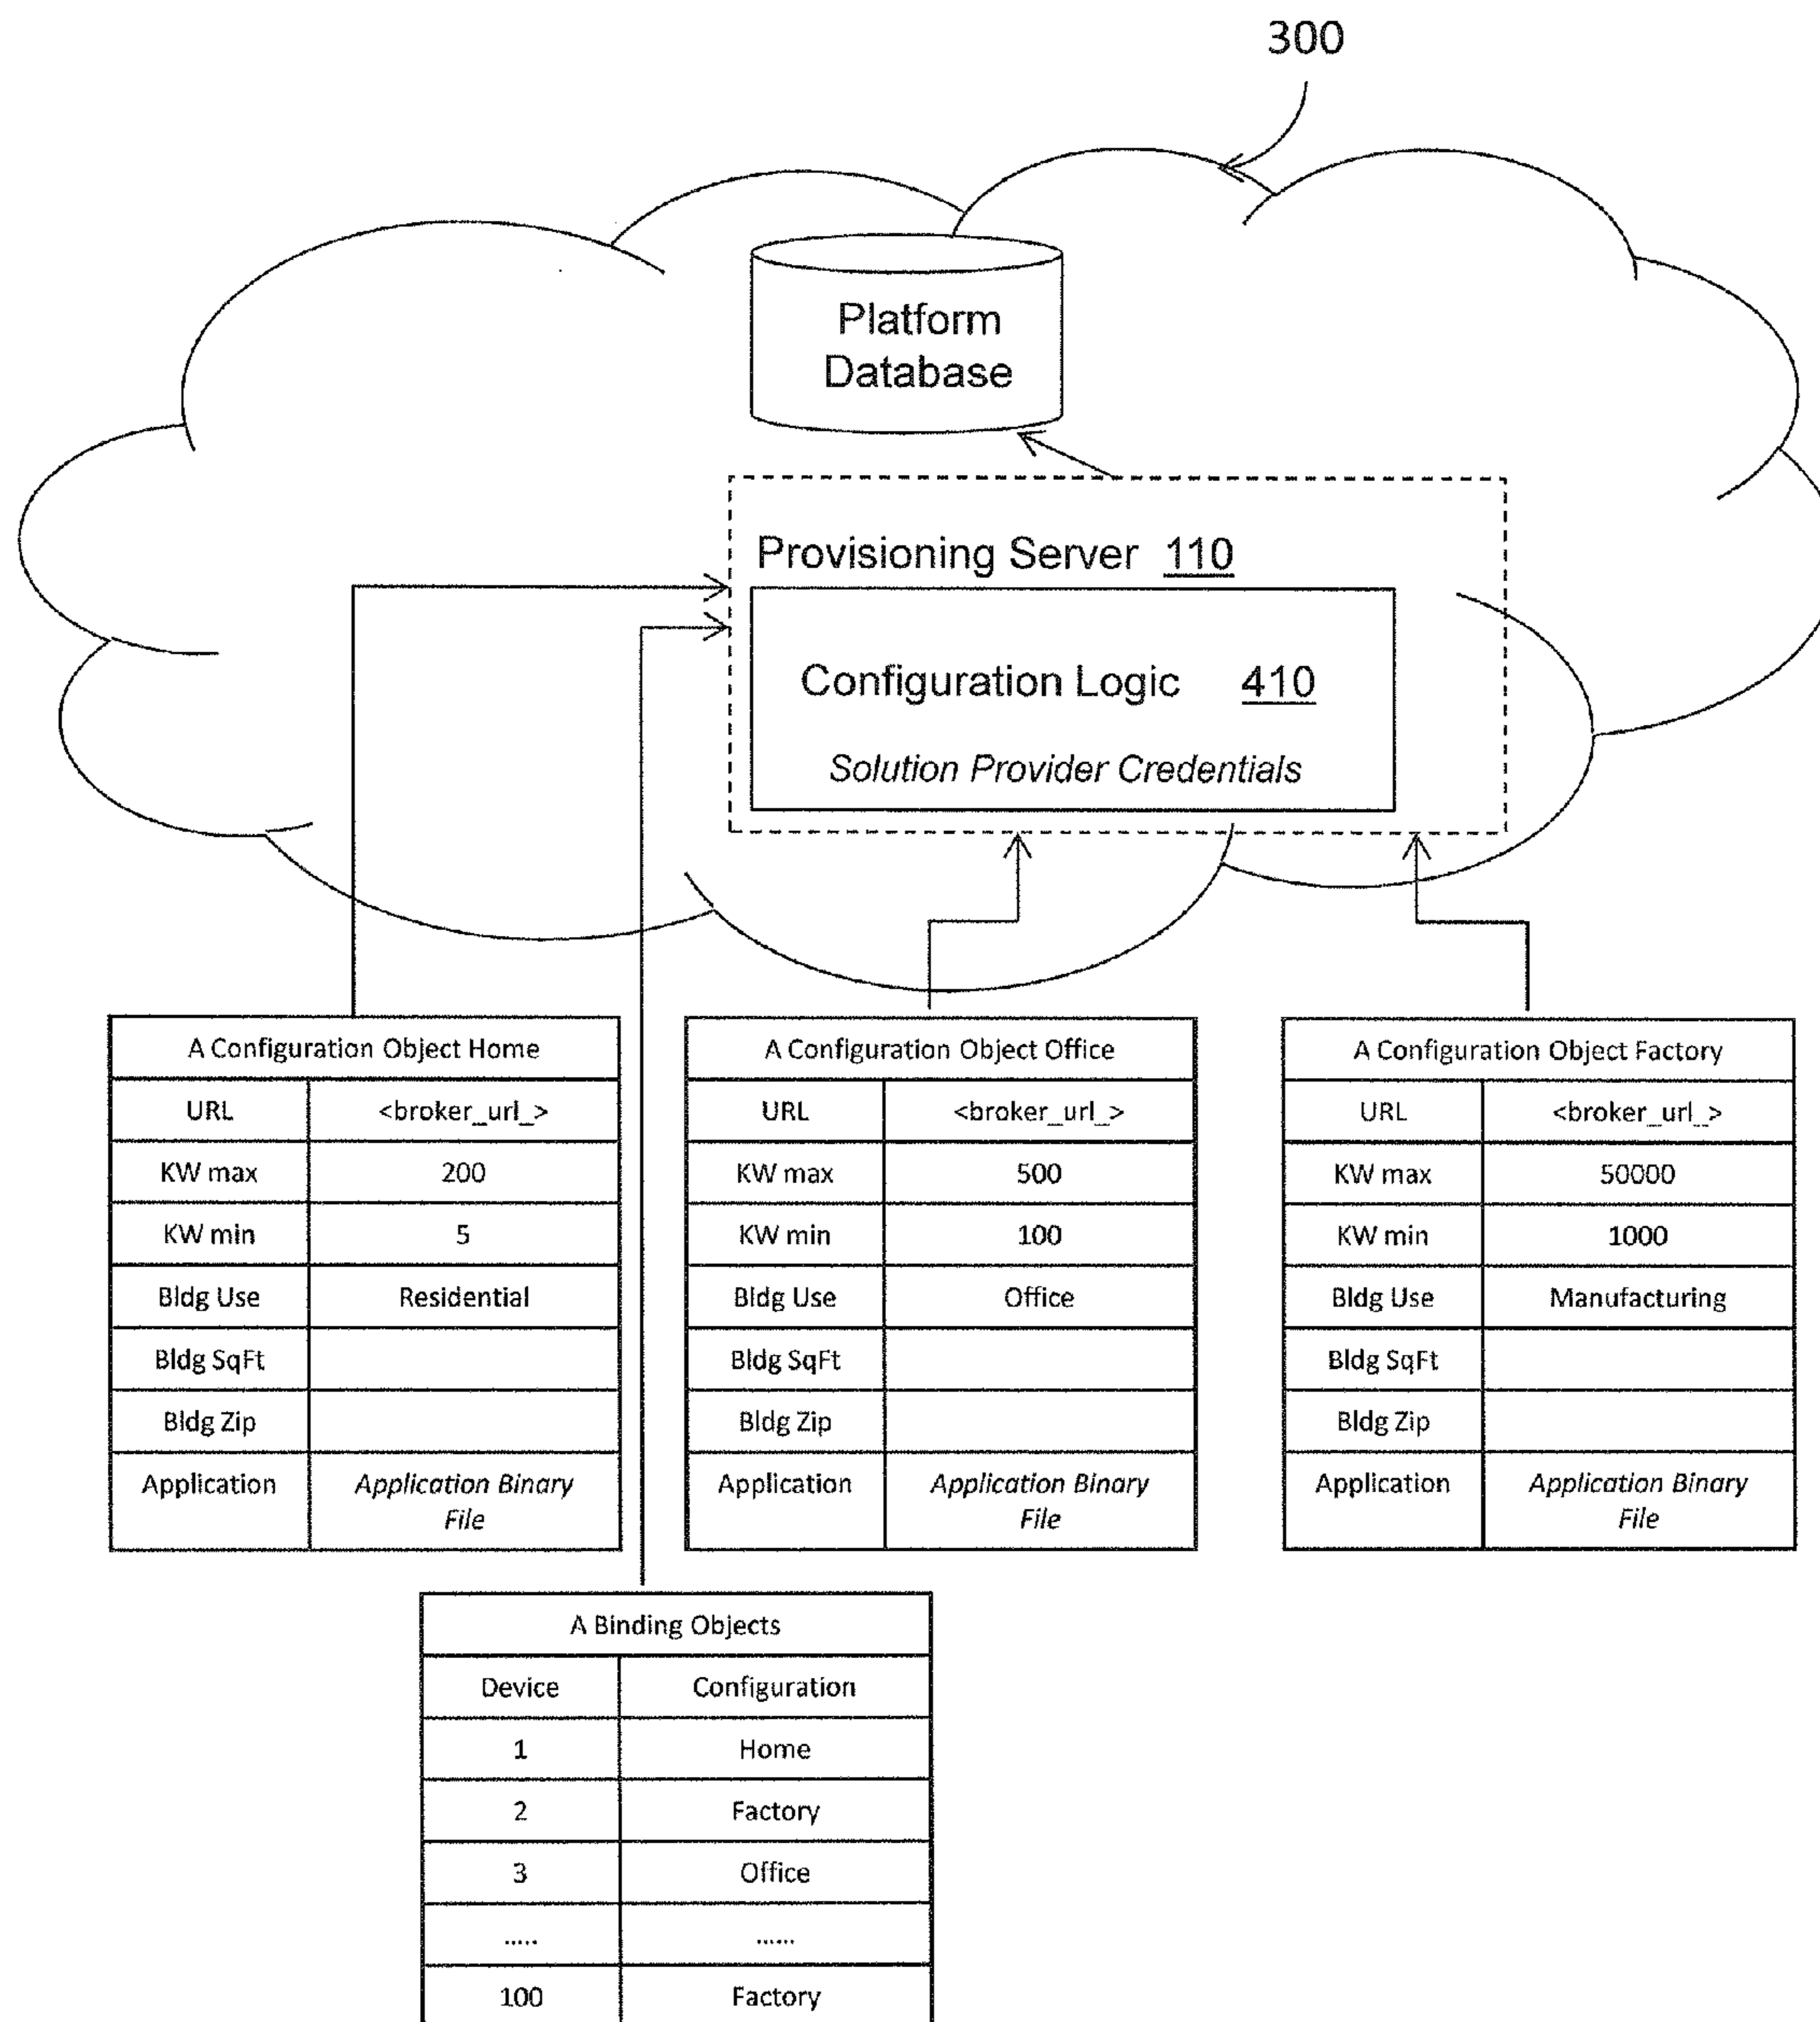 300
Platform
Database
Provisioning Server 110
Configuration Logic 410
Solution Provider Credentials
A Configuration Object Home
URL <broker_url_>
KW max 200
KW min 5
Bldg Use Residential
Bldg SqFt
Bldg Zip
Application Application Binary
File
A Configuration Object Office
URL <broker_url_>
KW max 500
KW min 100
Bldg Use Office
Bldg SqFt
Bldg Zip
Application Application Binary
File
A Configuration Object Factory
URL <broker_url_>
KW max 50000
KW min 1000
Bldg Use Manufacturing
Bldg SqFt
Bldg Zip
Application Application Binary
File
A Binding Objects
Device Configuration
1 Home
2 Factory
3 Office
..... ......
100 Factory